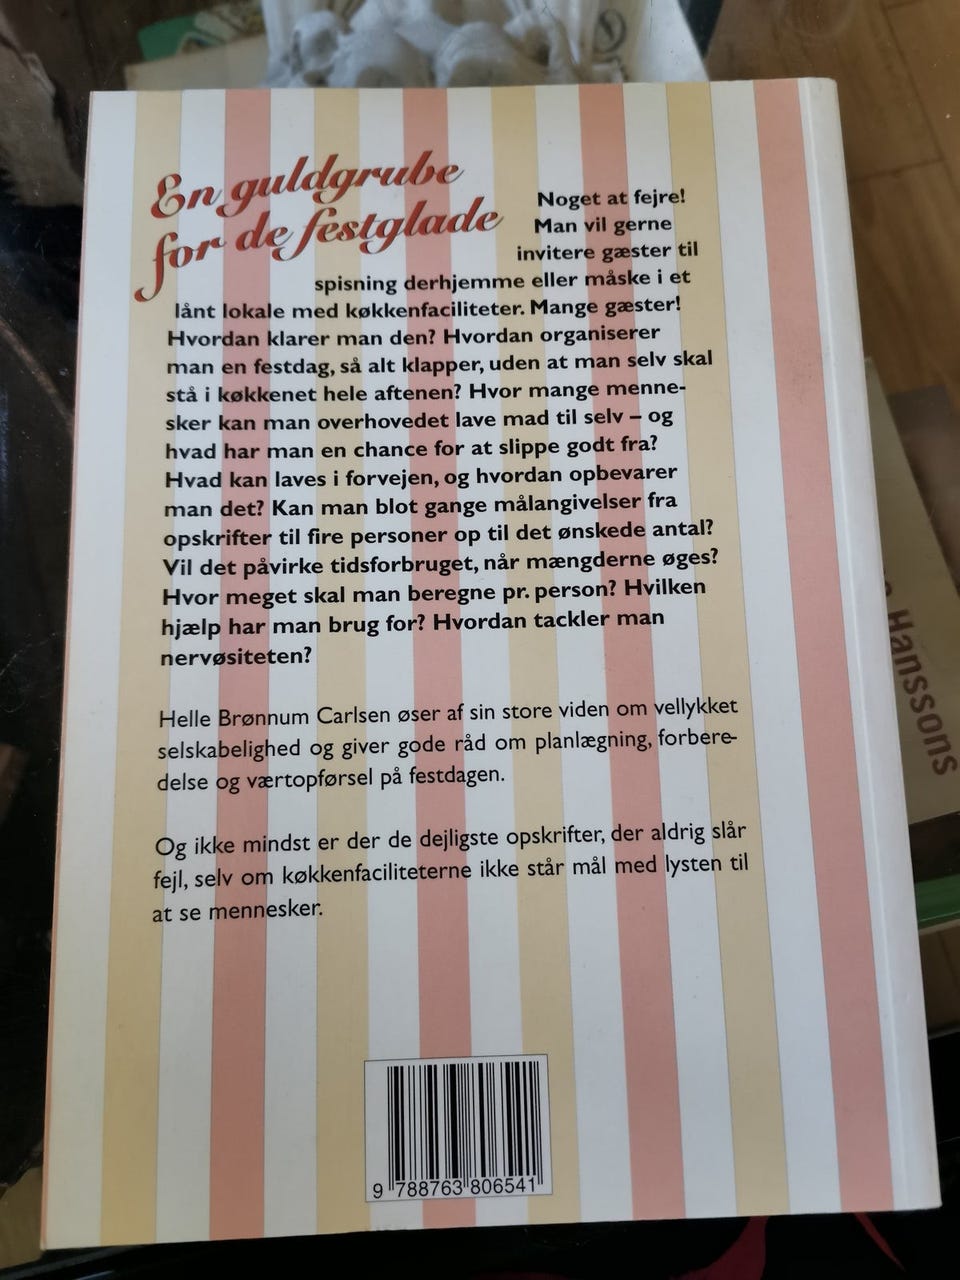 En guldgrube
for de festglade
Noget at fejre!
Man vil gerne
invitere gæster til
spisning derhjemme eller måske i et
lånt lokale med køkkenfaciliteter. Mange gæster!
Hvordan klarer man den? Hvordan organiserer
man en festdag, så alt klapper, uden at man selv skal
stå i køkkenet hele aftenen? Hvor mange menne-
sker kan man overhovedet lave mad til selv – og
hvad har man en chance for at slippe godt fra?
Hvad kan laves i forvejen, og hvordan opbevarer
man det? Kan man blot gange målangivelser fra
opskrifter til fire personer op til det ønskede antal?
Vil det påvirke tidsforbruget, når mængderne øges?
Hvor meget skal man beregne pr. person? Hvilken
hjælp har man brug for? Hvordan tackler man
nervøsiteten?
Helle Brønnum Carlsen øser af sin store viden om vellykket
selskabelighed og giver gode råd om planlægning, forbere-
delse og værtopførsel på festdagen.
Og ikke mindst er der de dejligste opskrifter, der aldrig slår
fejl, selv om køkkenfaciliteterne ikke står mål med lysten til
at se mennesker.
9 788763 806541
Hanssons